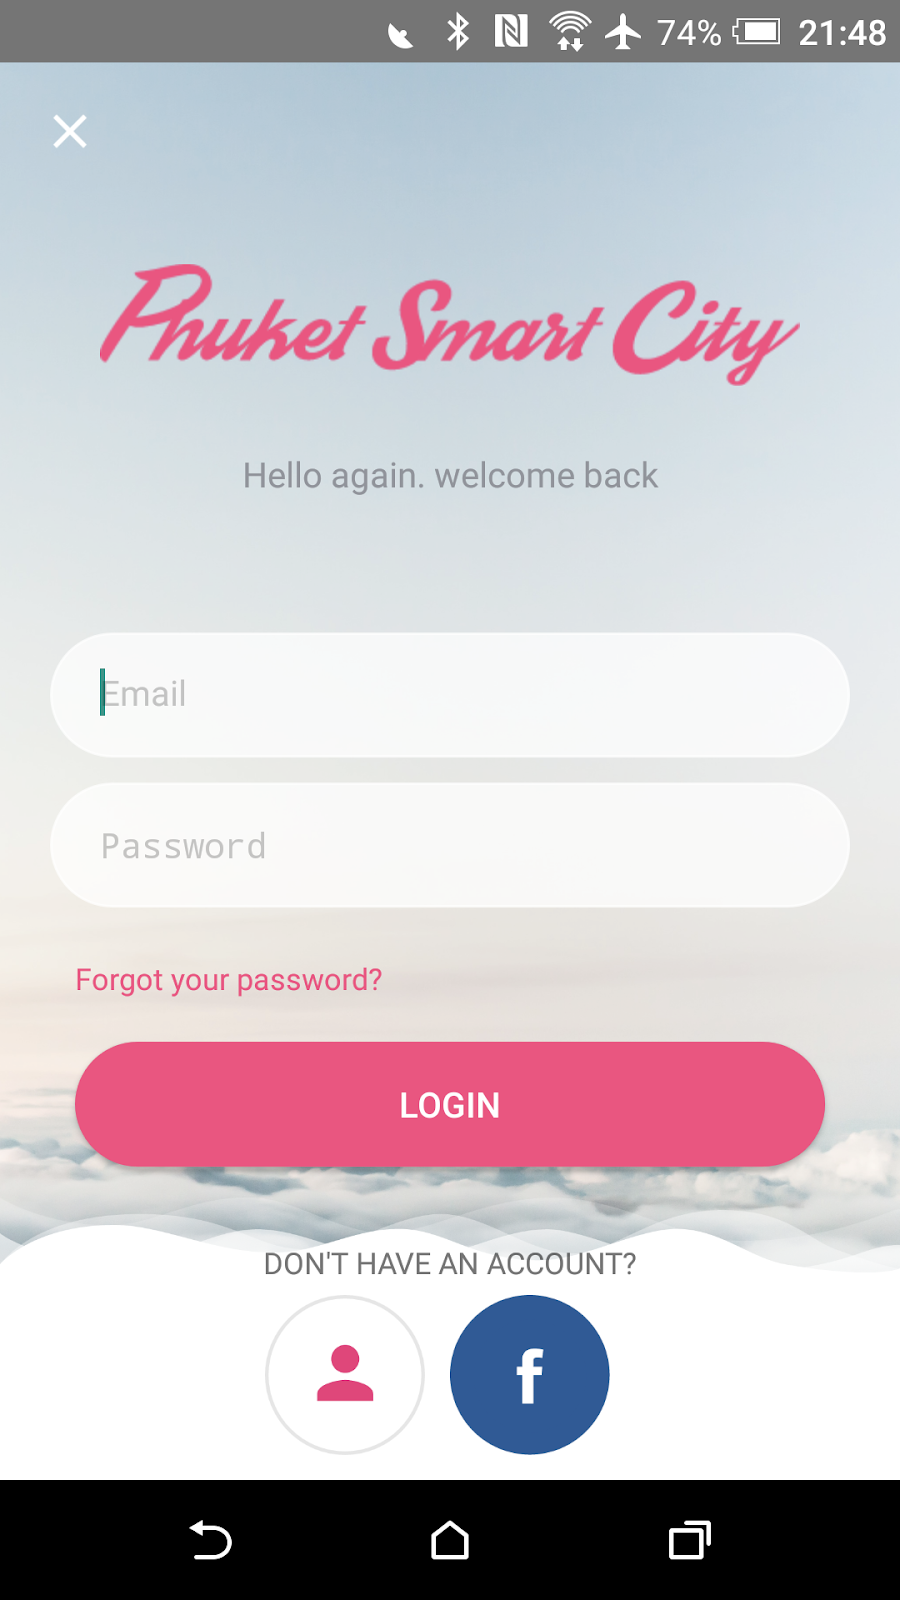 74% 21:48
Phuket Smart City
Hello again. welcome back
Email
Password
Forgot your password?
LOGIN
DON'T HAVE AN ACCOUNT?
f